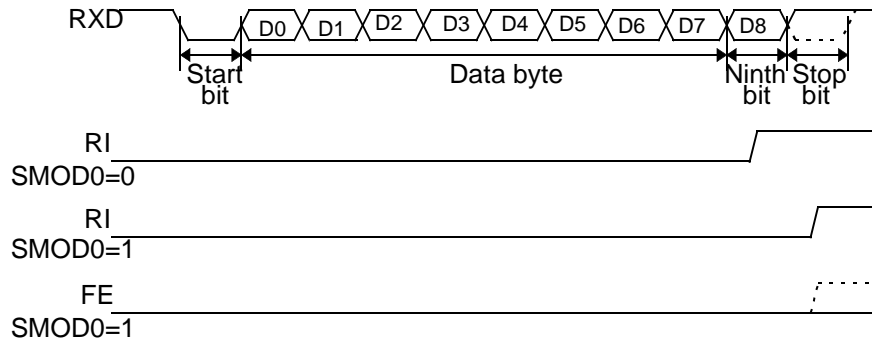 RXD
D0 D1 D2 D3 D4 D5 D6 D7 D8
Start bit
Data byte
Ninth bit
Stop bit
RI
SMOD0=0
RI
SMOD0=1
FE
SMOD0=1